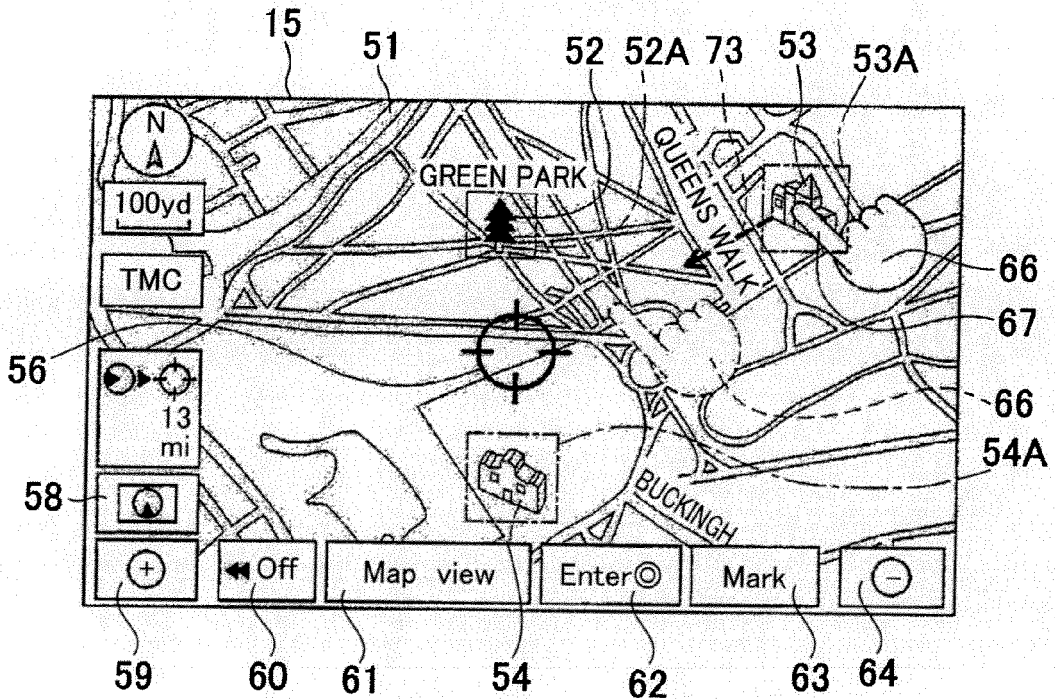 15 51 52 52A 73 53 53A
N
GREEN PARK
QUEENS WALK
100yd
TMC
66
67
56
13
mi
66
54A
58
BUCKINGH
Off
Map view
Enter
Mark
59 60 61 54 62 63 64